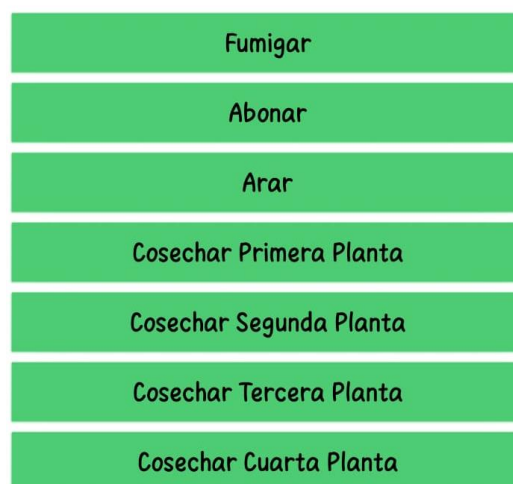 Fumigar
Abonar
Arar
Cosechar Primera Planta
Cosechar Segunda Planta
Cosechar Tercera Planta
Cosechar Cuarta Planta